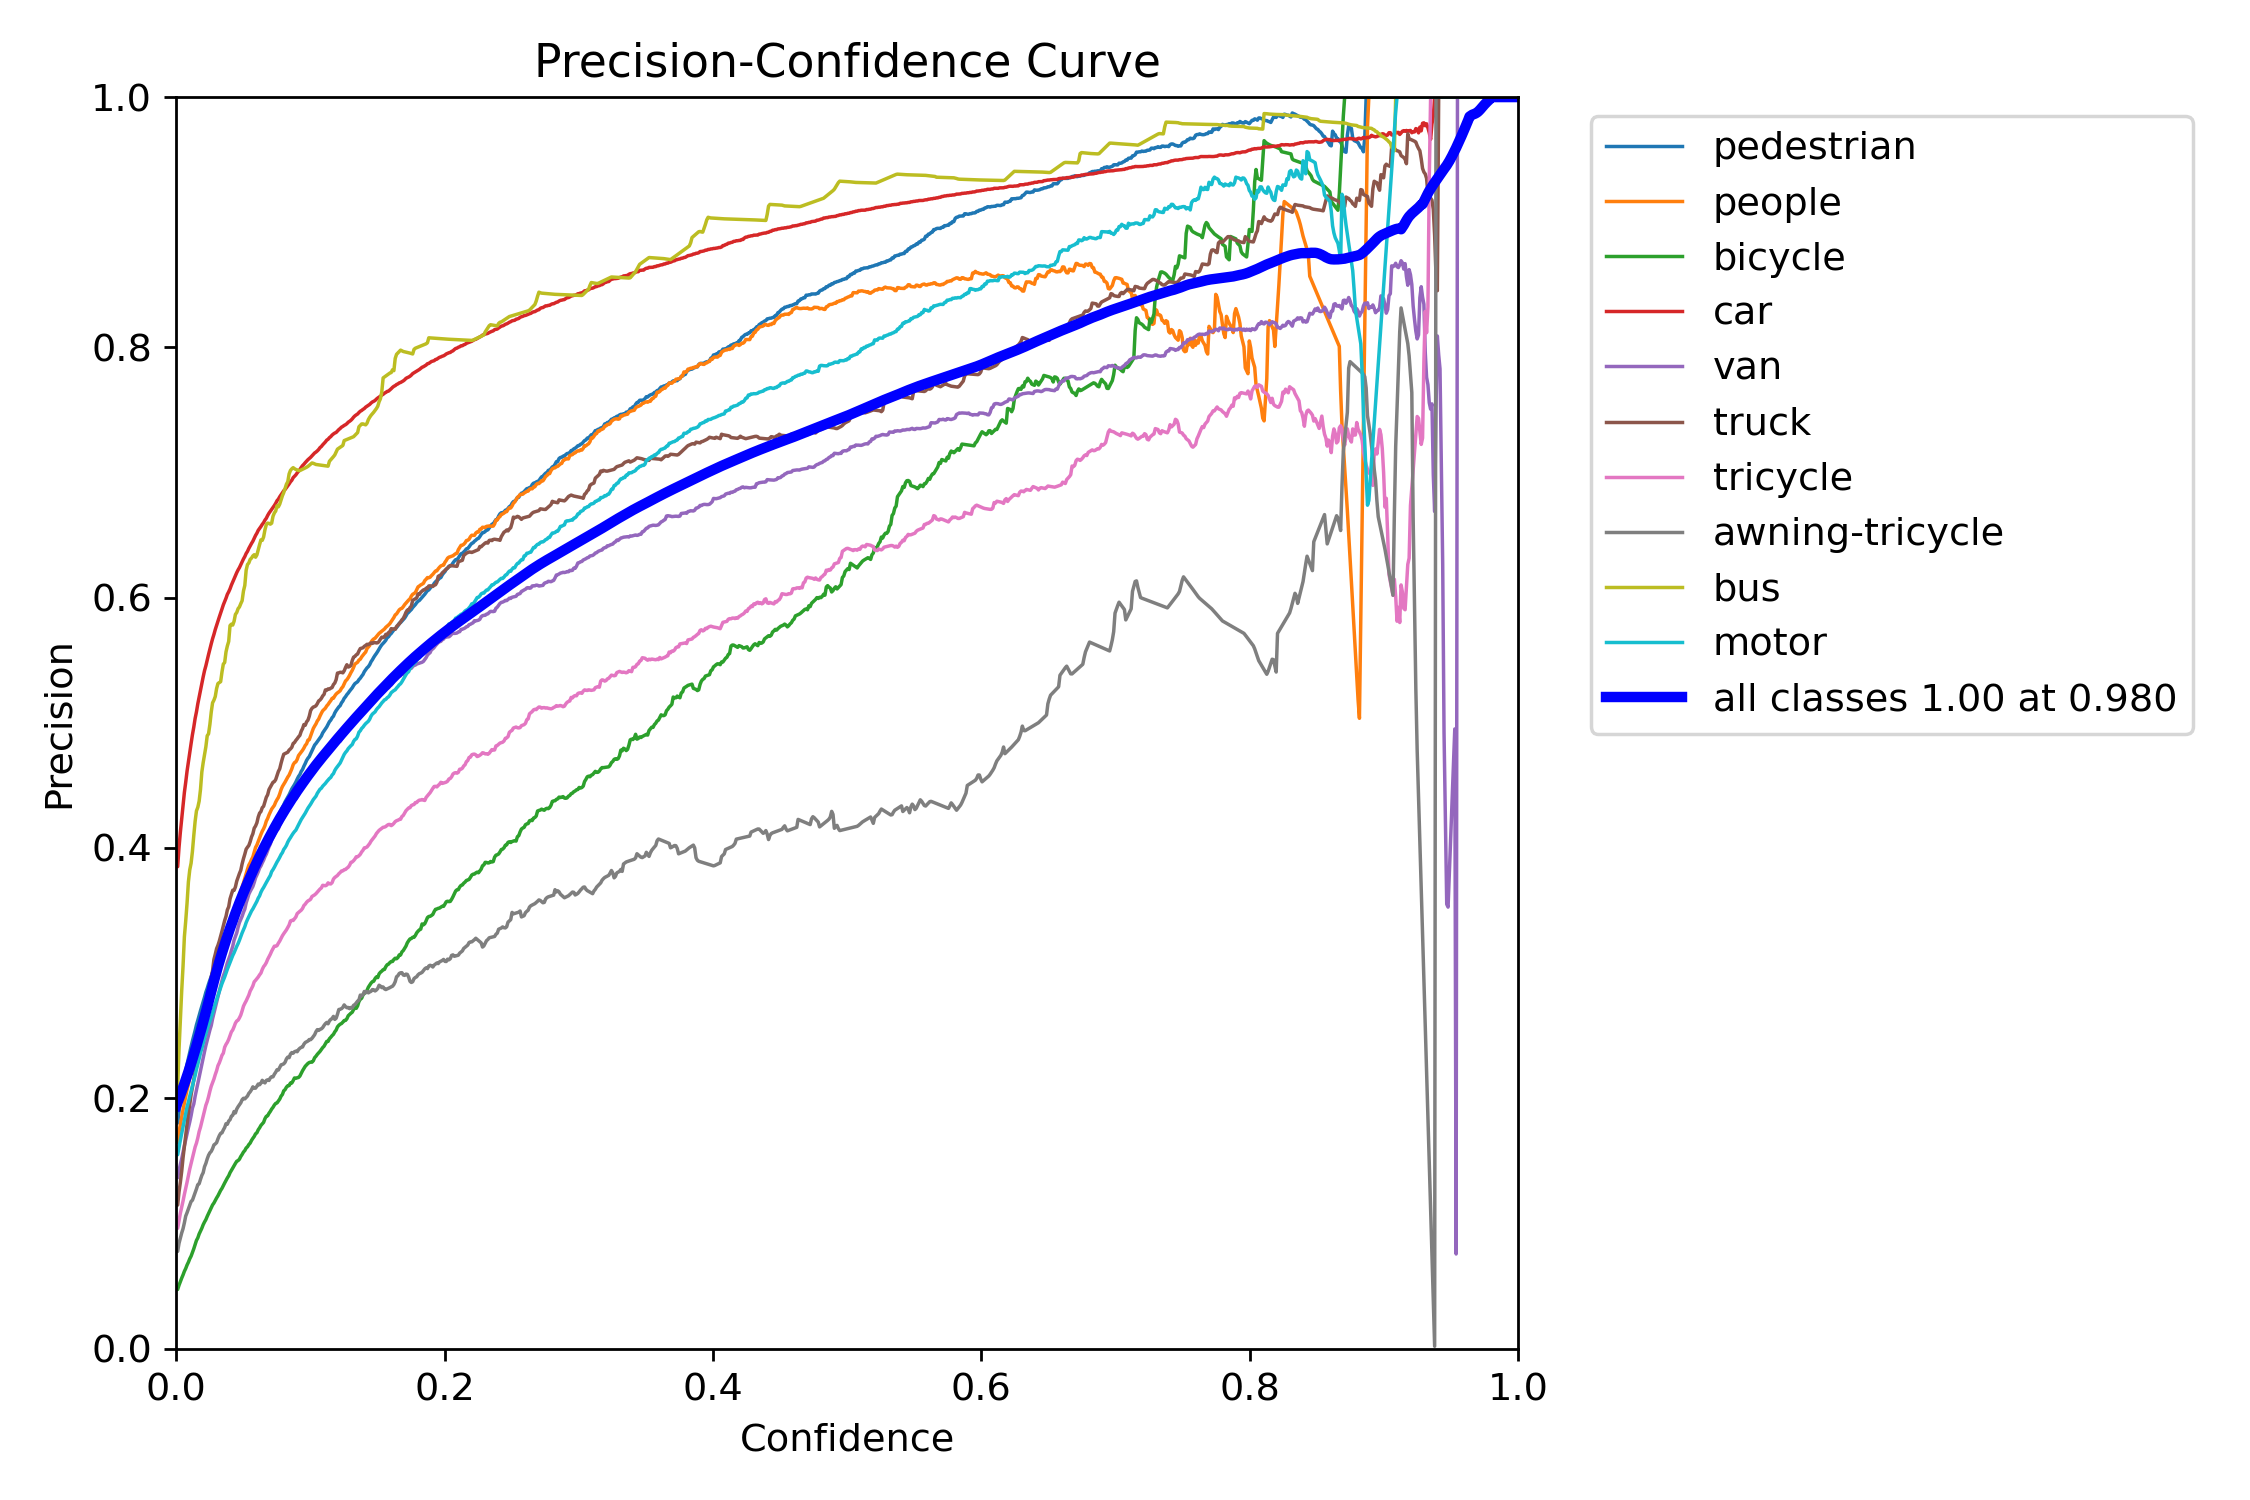 Precision-Confidence Curve
1.0
0.8
0.6
0.4
0.2
0.0
Precision
0.0 0.2 0.4 0.6 0.8 1.0
Confidence
pedestrian
people
bicycle
car
van
truck
tricycle
awning-tricycle
bus
motor
all classes 1.00 at 0.980